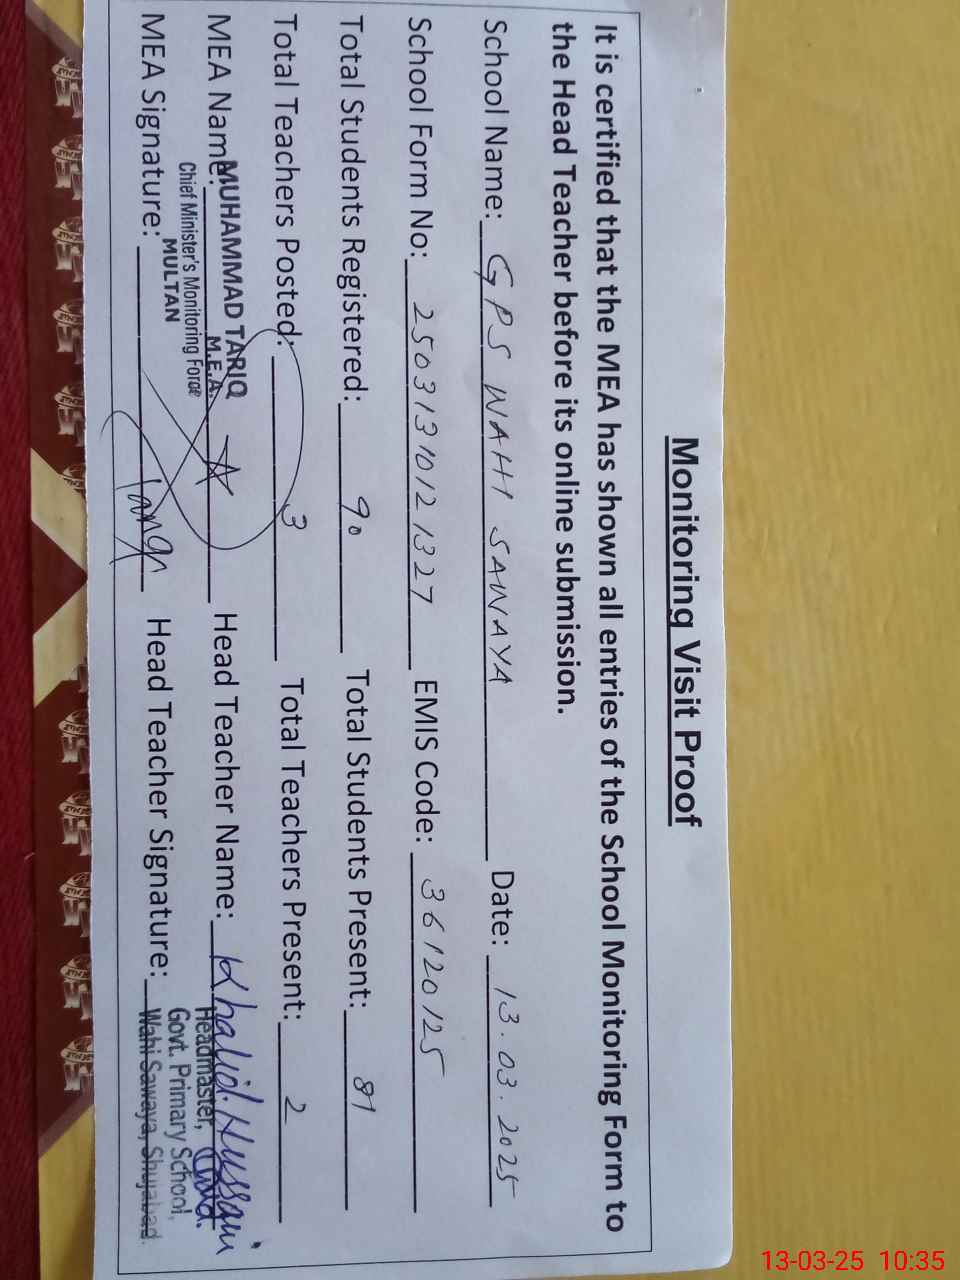 Monitoring Visit Proof
It is certified that the MEA has shown all entries of the School Monitoring Form to
the Head Teacher before its online submission.
School Name: GPS WAHI SAWAYA Date: 13.03.2025
School Form No: 25031310121327 EMIS Code: 36120125
Total Students Registered: 90 Total Students Present: 81
Total Teachers Posted: 3 Total Teachers Present: 2
MEA Name: MUHAMMAD TARIQ Head Teacher Name: Khalid Hussain
M.E.A.
Chief Minister's Monitoring Force
MULTAN
MEA Signature: Head Teacher Signature:
Headmaster,
Govt. Primary School,
Wahi Sawaya, Shujabad.
13-03-25 10:35